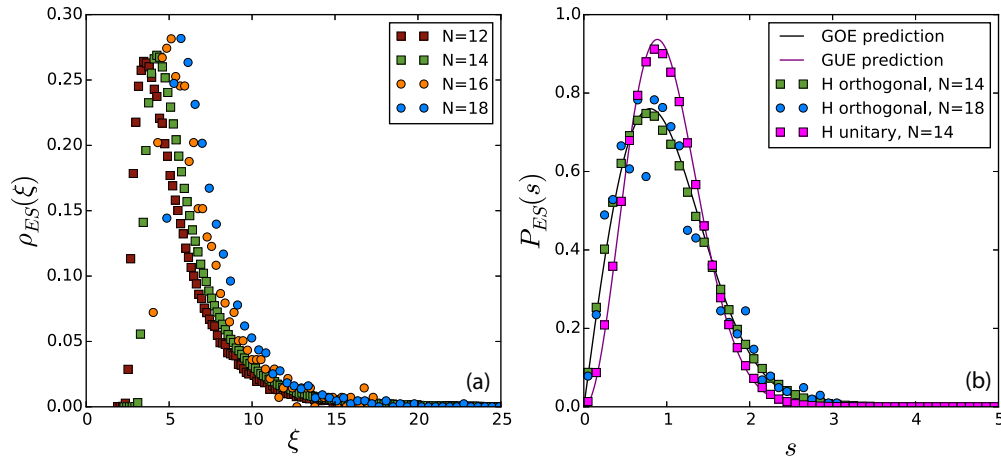 0.30
0.25
0.20
0.15
0.10
0.05
0.00
ρ_ES(ξ)
0 5 10 15 20 25
ξ
N=12
N=14
N=16
N=18
(a)
1.0
0.8
0.6
0.4
0.2
0.0
P_ES(s)
0 1 2 3 4 5
s
GOE prediction
GUE prediction
H orthogonal, N=14
H orthogonal, N=18
H unitary, N=14
(b)